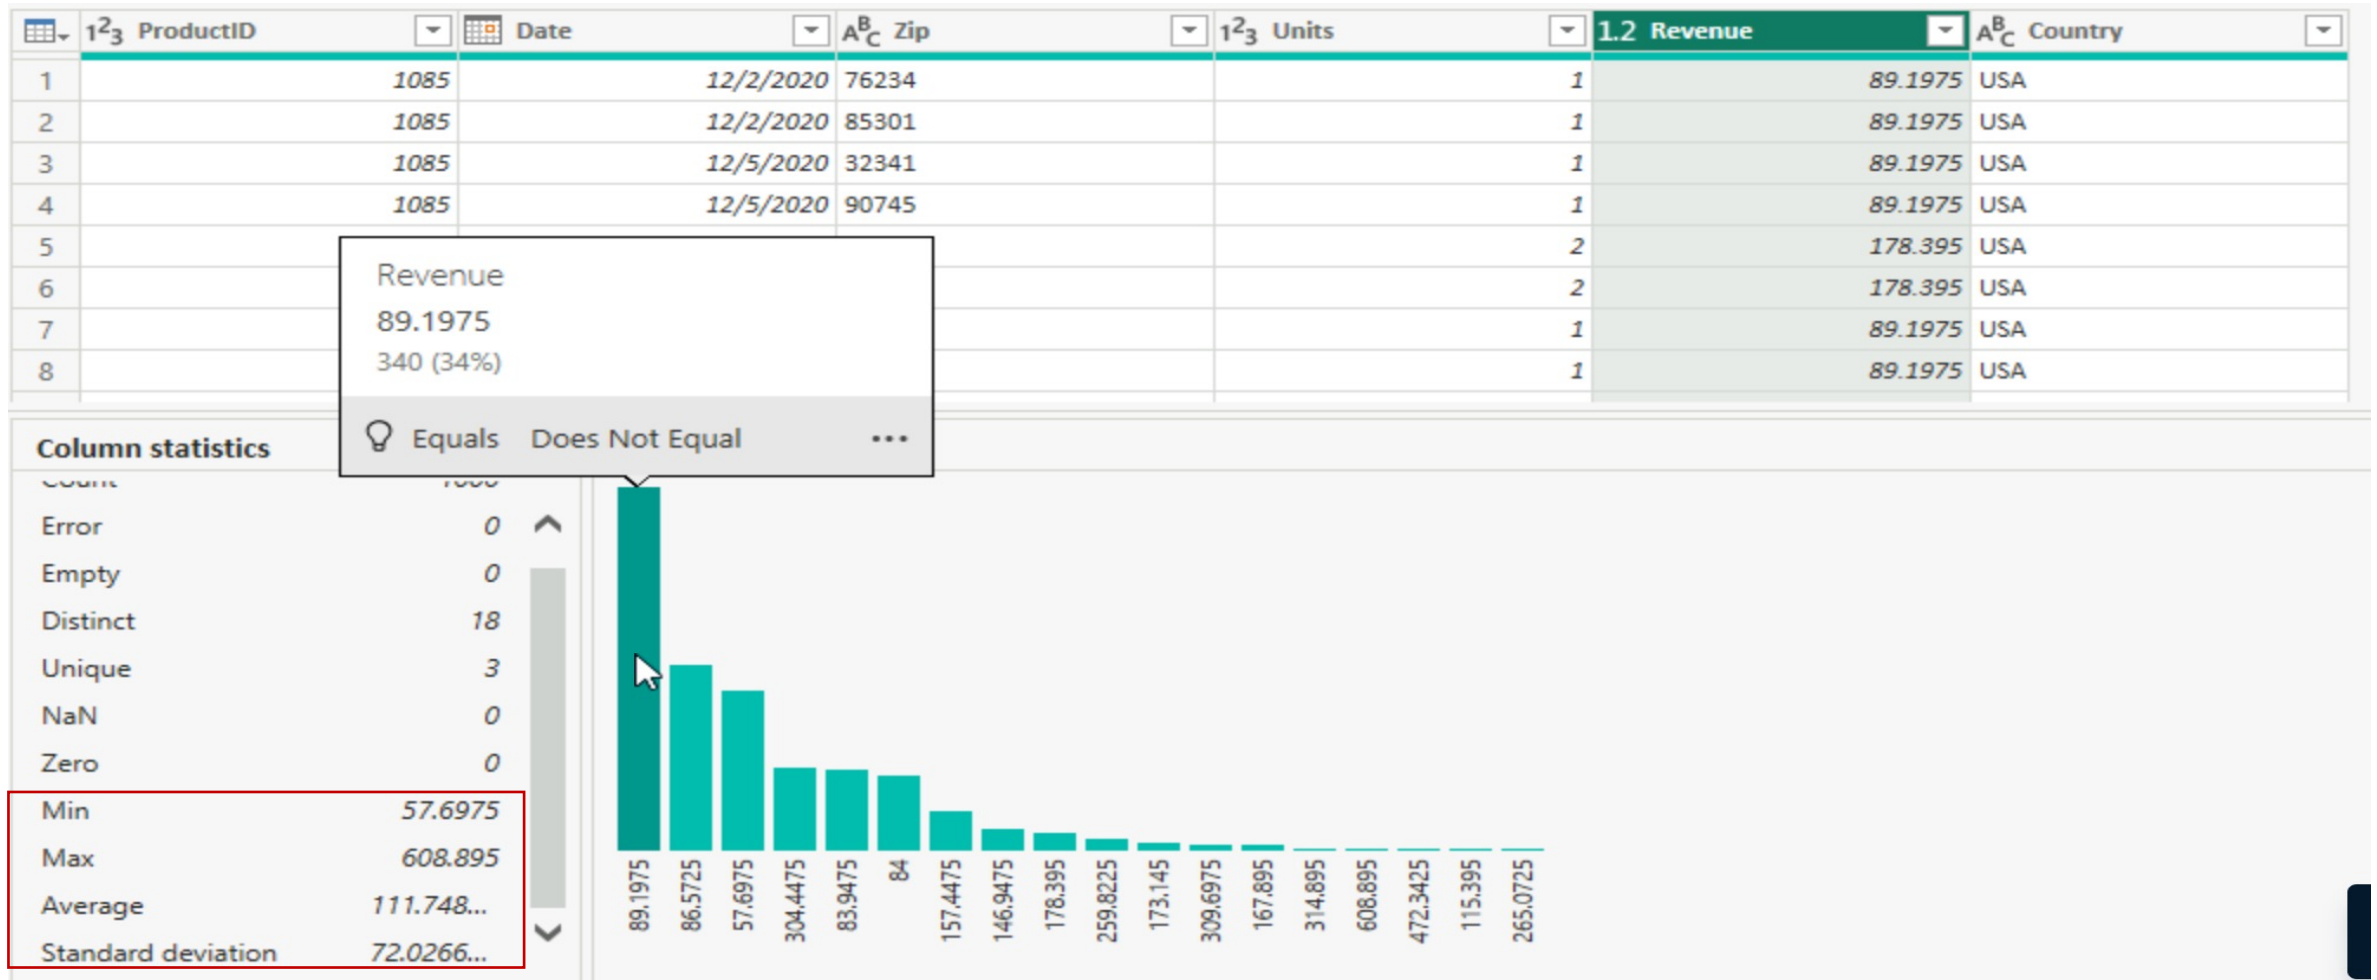 1²3 ProductID Date ABC Zip 1²3 Units 1.2 Revenue ABC Country
1 1085 12/2/2020 76234 1 89.1975 USA
2 1085 12/2/2020 85301 1 89.1975 USA
3 1085 12/5/2020 32341 1 89.1975 USA
4 1085 12/5/2020 90745 1 89.1975 USA
5 2 178.395 USA
6 2 178.395 USA
7 1 89.1975 USA
8 1 89.1975 USA
Revenue
89.1975
340 (34%)
Equals Does Not Equal ...
Column statistics
Count 1000
Error 0
Empty 0
Distinct 18
Unique 3
NaN 0
Zero 0
Min 57.6975
Max 608.895
Average 111.748...
Standard deviation 72.0266...
89.1975
86.5725
57.6975
304.4475
83.9475
84
157.4475
146.9475
178.395
259.8225
173.145
309.6975
167.895
314.895
608.895
472.3425
115.395
265.0725